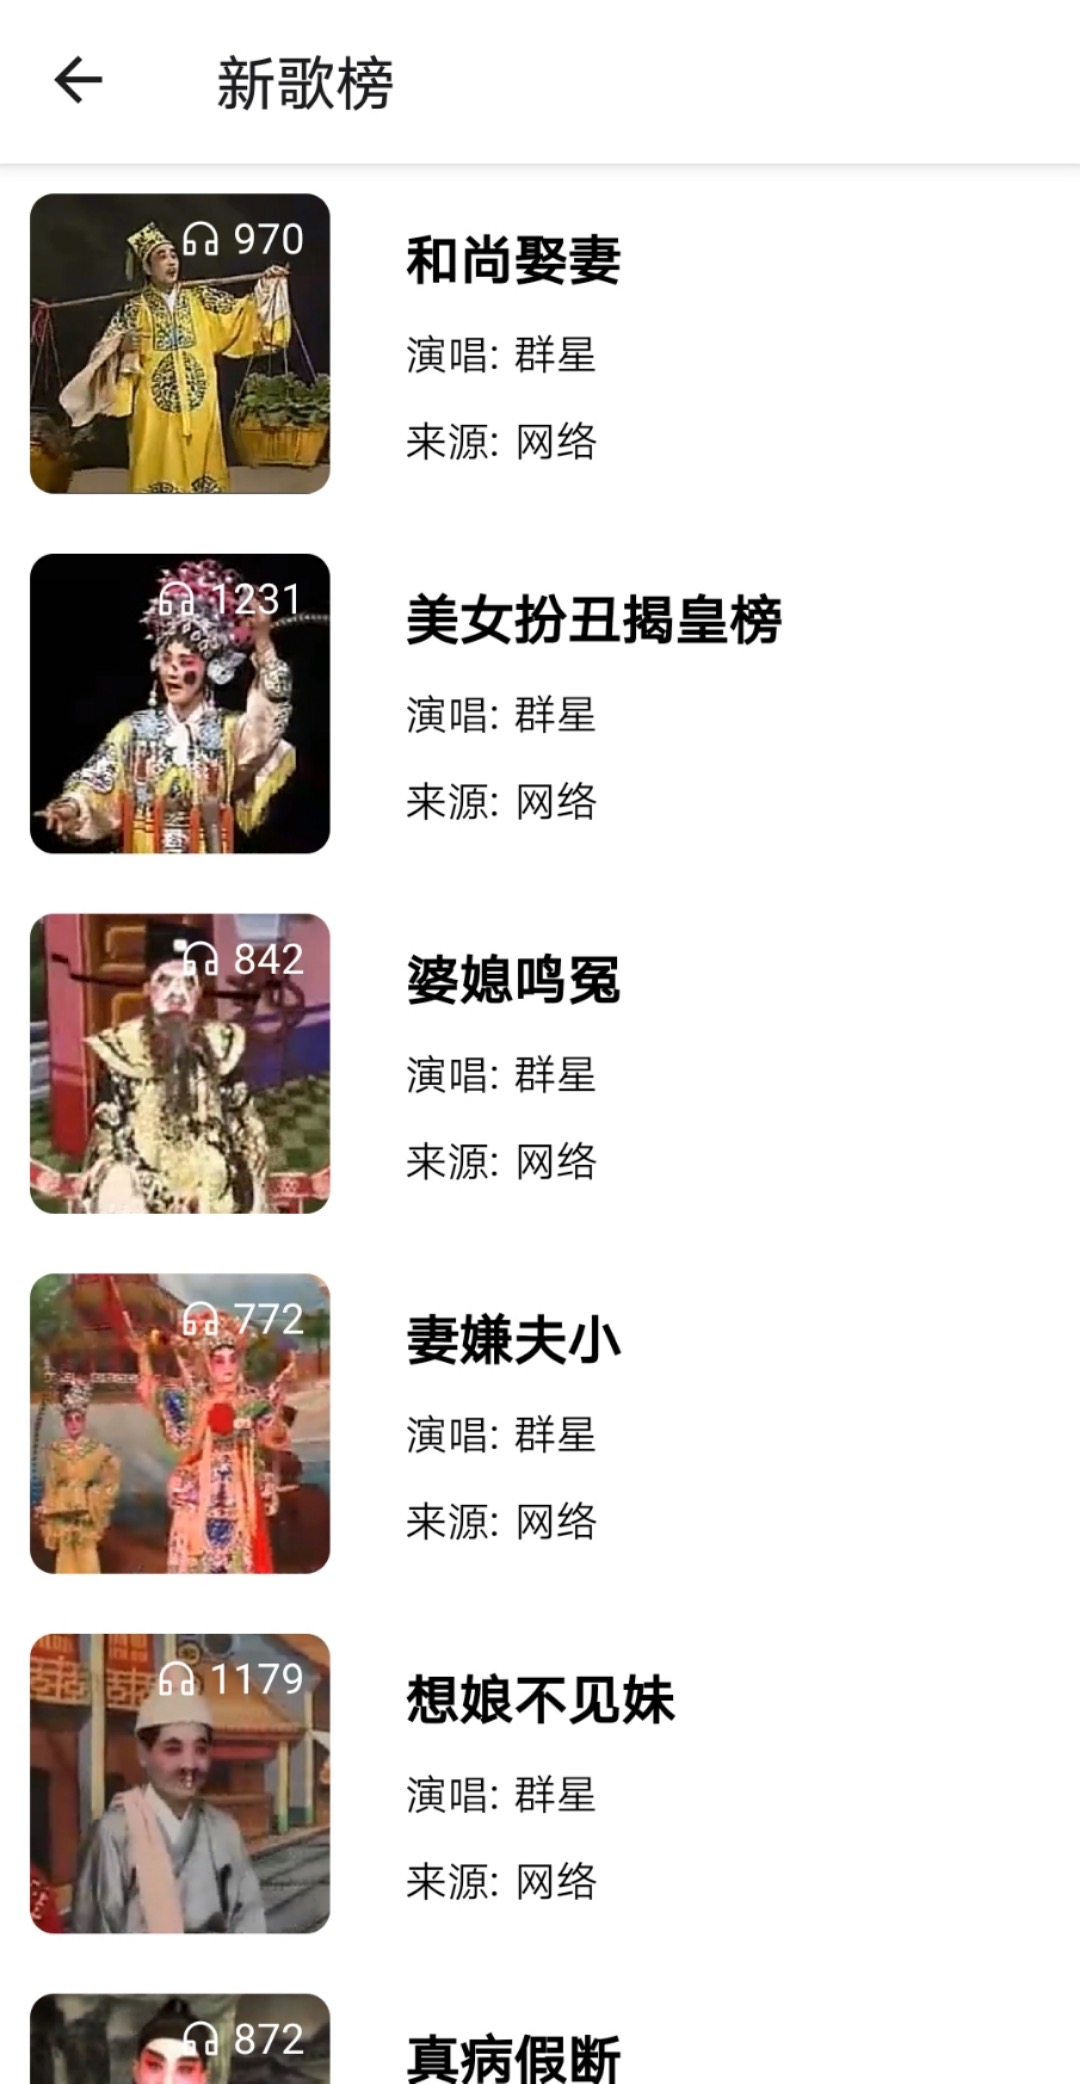 新歌榜
970
和尚娶妻
演唱: 群星
来源: 网络
1231
美女扮丑揭皇榜
演唱: 群星
来源: 网络
842
婆媳鸣冤
演唱: 群星
来源: 网络
772
妻嫌夫小
演唱: 群星
来源: 网络
1179
想娘不见妹
演唱: 群星
来源: 网络
872
真病假断